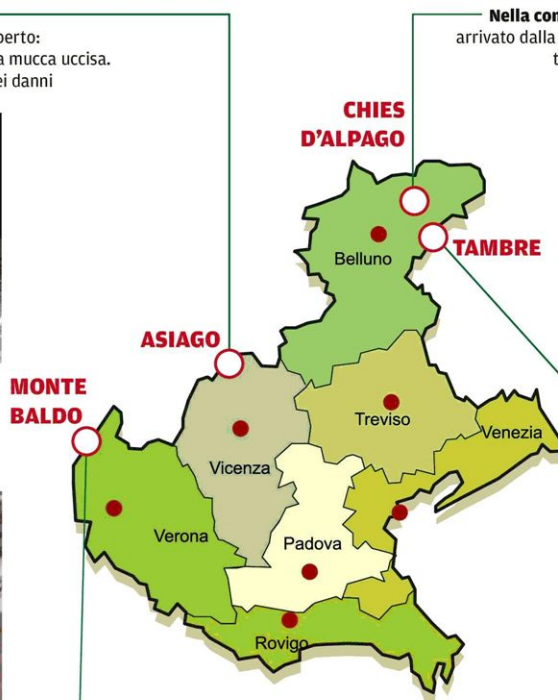 perto:
a mucca uccisa.
ei danni
Nella con
arrivato dalla
t
CHIES
D'ALPAGO
Belluno
TAMBRE
ASIAGO
MONTE
BALDO
Treviso
Venezia
Vicenza
Verona
Padova
Rovigo